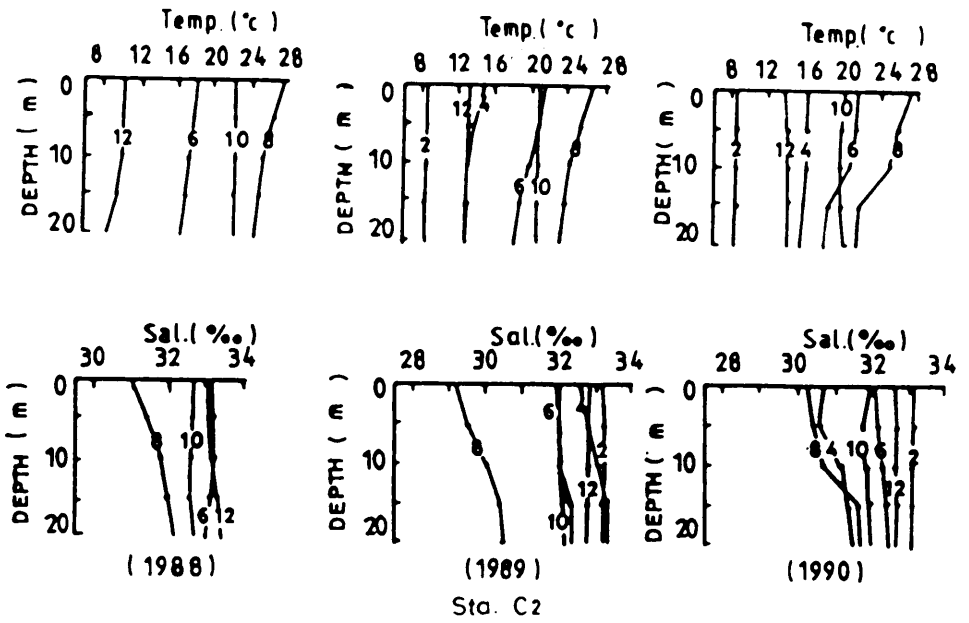 Temp. (°c)
8 12 16 20 24 28
0
10
20
DEPTH ( m )
12 6 10 8
Temp. (°c)
8 12 16 20 24 28
0
10
20
DEPTH ( m )
2 12 4 8
6 10
Temp. (°c)
8 12 16 20 24 28
0
10
20
DEPTH ( m )
10
2 12 4 6 8
Sal. (‰)
30 32 34
0
10
20
DEPTH ( m )
8 10
6 2
(1988)
Sal. (‰)
28 30 32 34
0
10
20
DEPTH ( m )
6 4
8 2
12
10
(1989)
Sal. (‰)
28 30 32 34
0
10
20
DEPTH ( m )
8 4 10 6 2
12
(1990)
Sta. C2